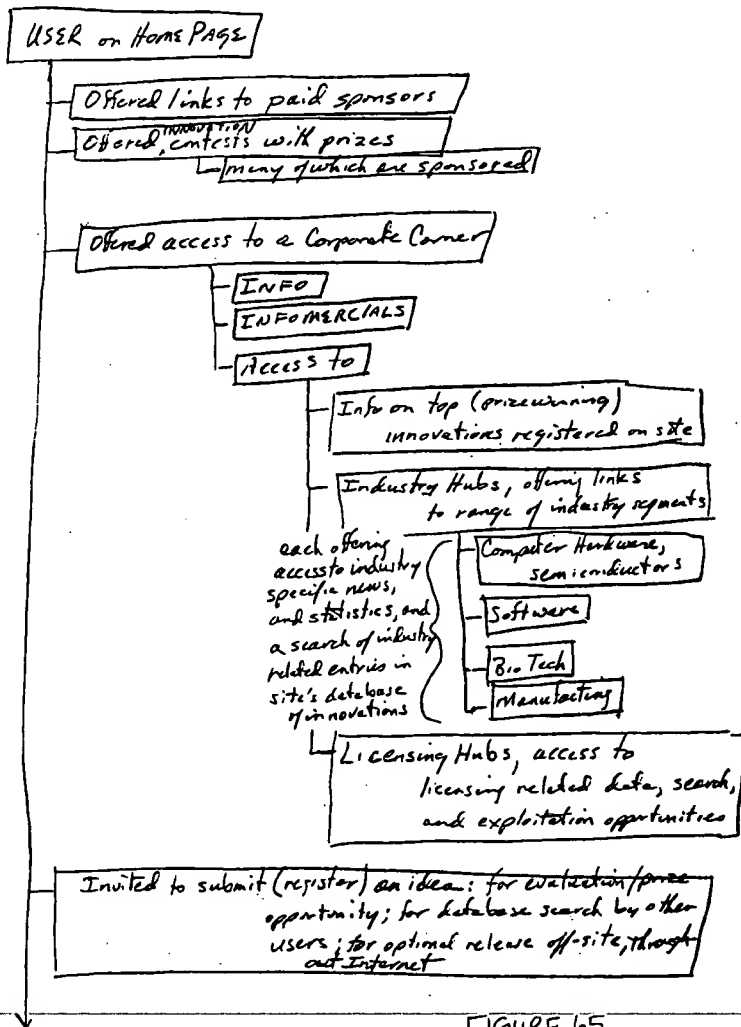 USER on HOME PAGE
Offered links to paid sponsors
INNOVATION
Offered, contests with prizes
many of which are sponsored
Offered access to a Corporate Corner
INFO
INFOMERCIALS
Access to
Info on top (prizewinning)
innovations registered on site
Industry Hubs, offering links
to range of industry segments
each offering
access to industry
specific news,
and statistics, and
a search of industry
related entries in
site's database
of innovations
Computer Hardware,
semiconductors
Software
Bio Tech
Manufacting
Licensing Hubs, access to
licensing related data, search,
and exploitation opportunities
Invited to submit (register) an idea: for evaluation/prize
opportunity; for database search by other
users; for optional release off-site, through
out Internet
FIGURE 65